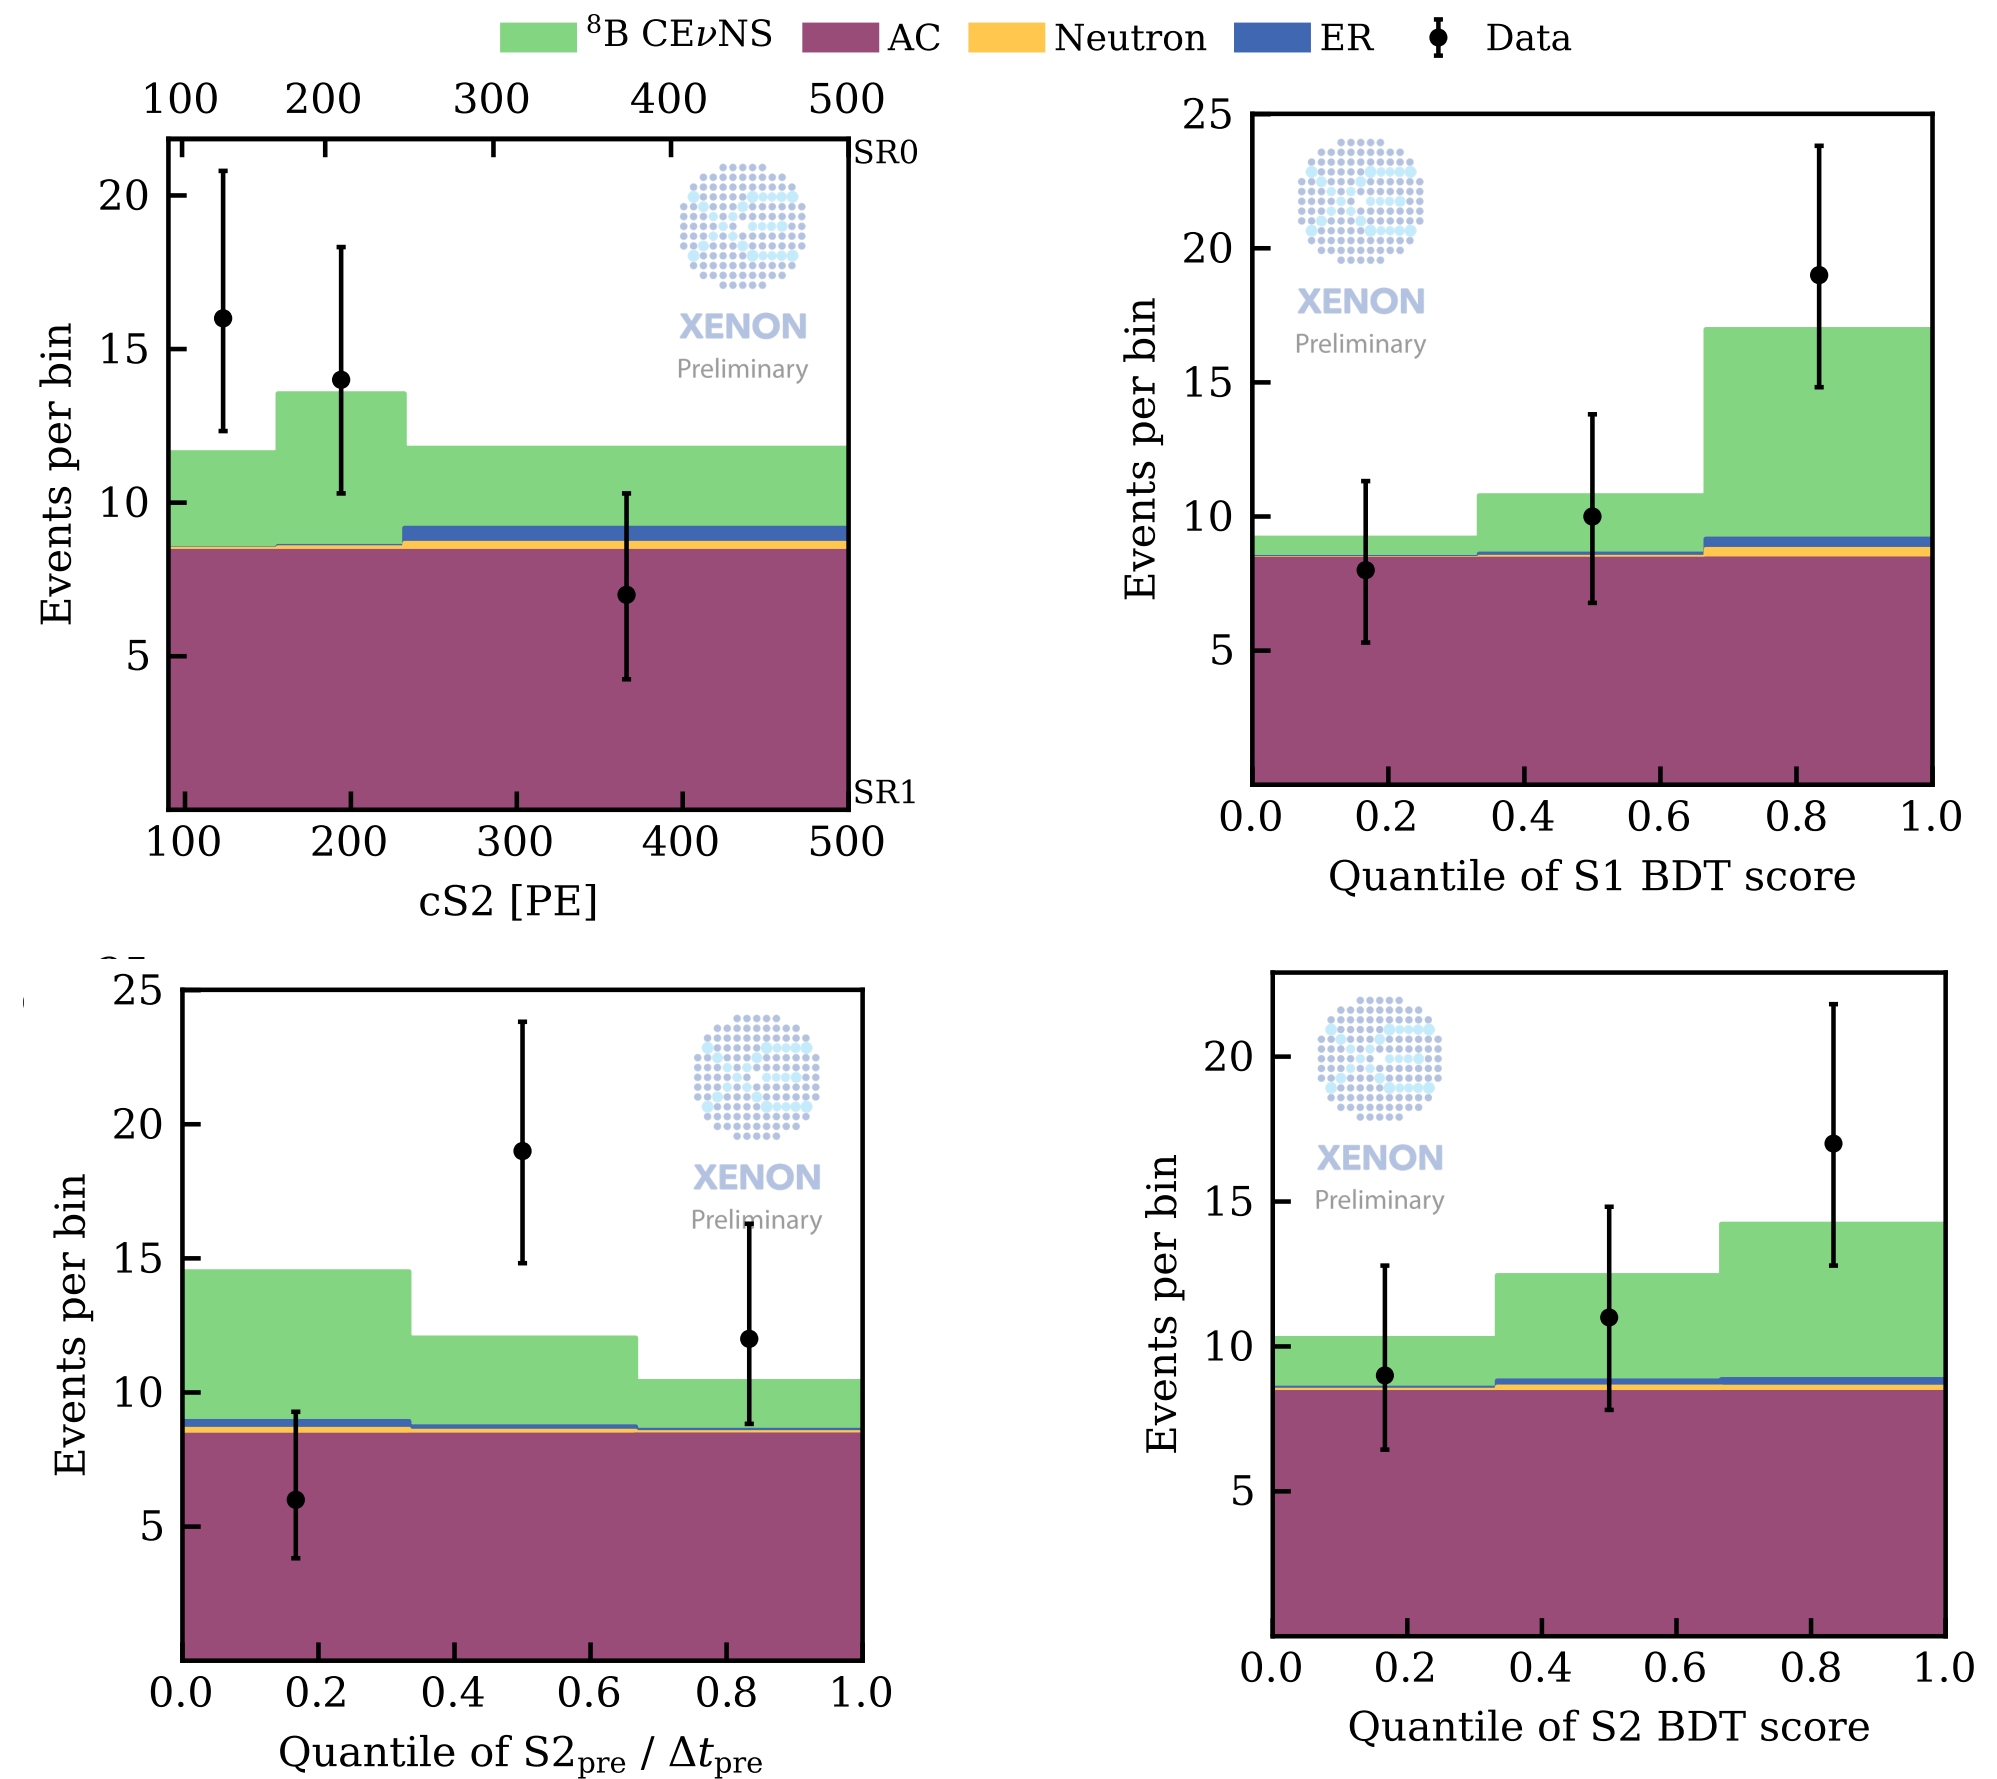 ⁸B CEνNS AC Neutron ER Data
100 200 300 400 500
SR0
20
15
10
5
Events per bin
XENON
Preliminary
SR1
100 200 300 400 500
cS2 [PE]
25
20
15
10
5
Events per bin
XENON
Preliminary
0.0 0.2 0.4 0.6 0.8 1.0
Quantile of S1 BDT score
25
20
15
10
5
Events per bin
XENON
Preliminary
0.0 0.2 0.4 0.6 0.8 1.0
Quantile of S2pre / Δtpre
20
15
10
5
Events per bin
XENON
Preliminary
0.0 0.2 0.4 0.6 0.8 1.0
Quantile of S2 BDT score